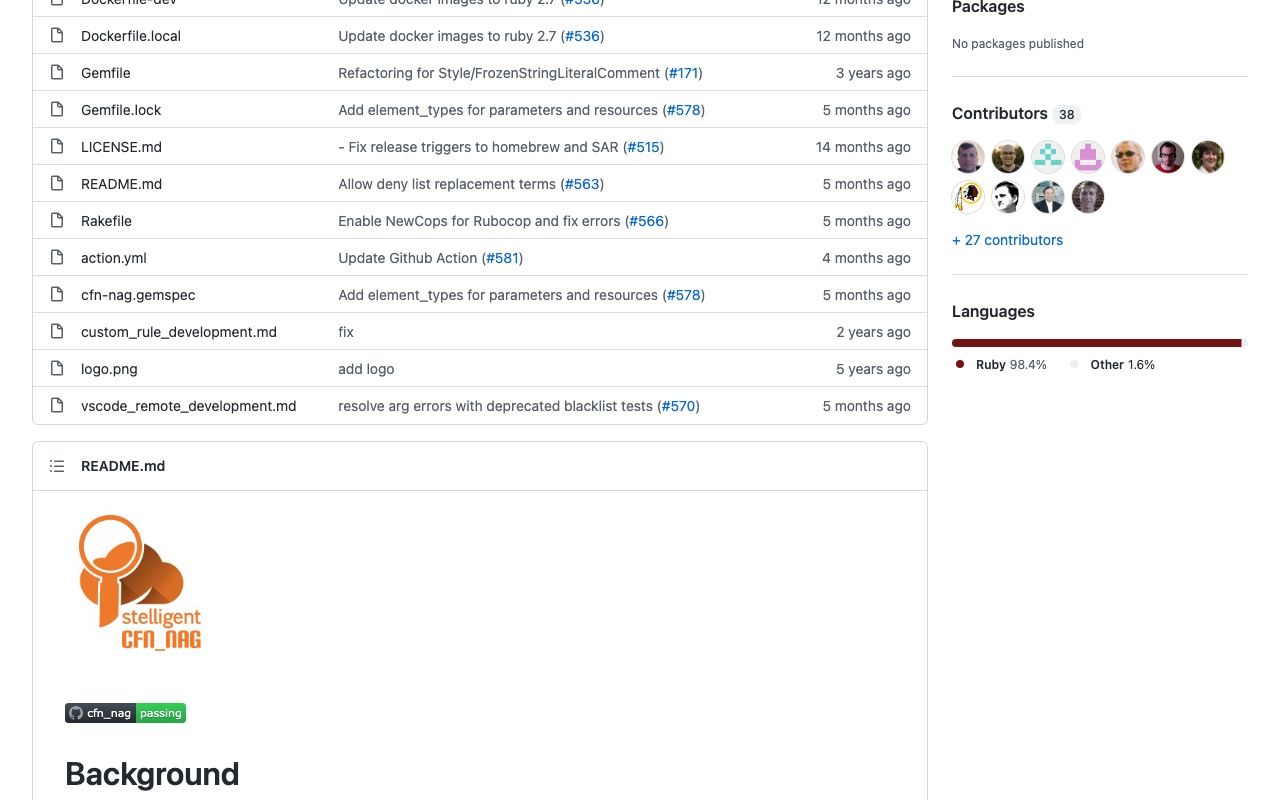 Dockerfile-dev Update docker images to ruby 2.7 (#536) 12 months ago
Dockerfile.local Update docker images to ruby 2.7 (#536) 12 months ago
Gemfile Refactoring for Style/FrozenStringLiteralComment (#171) 3 years ago
Gemfile.lock Add element_types for parameters and resources (#578) 5 months ago
LICENSE.md - Fix release triggers to homebrew and SAR (#515) 14 months ago
README.md Allow deny list replacement terms (#563) 5 months ago
Rakefile Enable NewCops for Rubocop and fix errors (#566) 5 months ago
action.yml Update Github Action (#581) 4 months ago
cfn-nag.gemspec Add element_types for parameters and resources (#578) 5 months ago
custom_rule_development.md fix 2 years ago
logo.png add logo 5 years ago
vscode_remote_development.md resolve arg errors with deprecated blacklist tests (#570) 5 months ago
README.md
stelligent
CFN_NAG
cfn_nag passing
Background
Packages
No packages published
Contributors 38
+ 27 contributors
Languages
Ruby 98.4% Other 1.6%